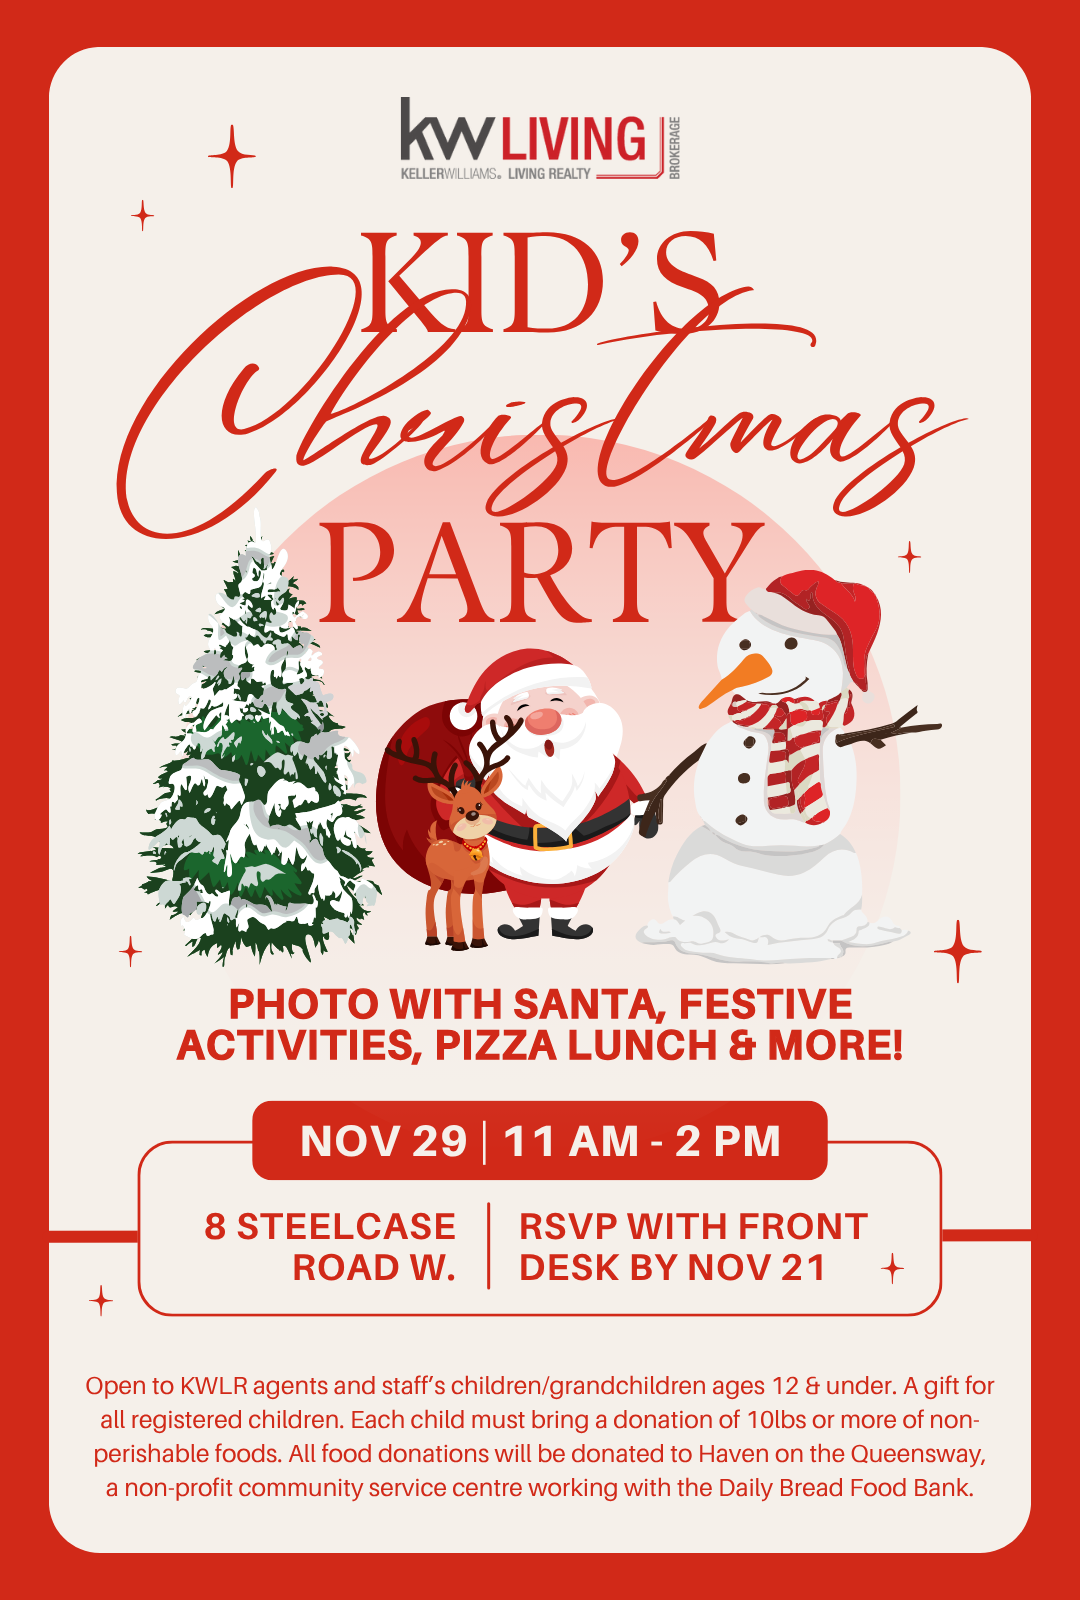 kw LIVING
BROKERAGE
KELLERWILLIAMS® LIVING REALTY
KID'S
Christmas
PARTY
PHOTO WITH SANTA, FESTIVE
ACTIVITIES, PIZZA LUNCH & MORE!
NOV 29 | 11 AM - 2 PM
8 STEELCASE
ROAD W.
RSVP WITH FRONT
DESK BY NOV 21
Open to KWLR agents and staff's children/grandchildren ages 12 & under. A gift for
all registered children. Each child must bring a donation of 10lbs or more of non-
perishable foods. All food donations will be donated to Haven on the Queensway,
a non-profit community service centre working with the Daily Bread Food Bank.